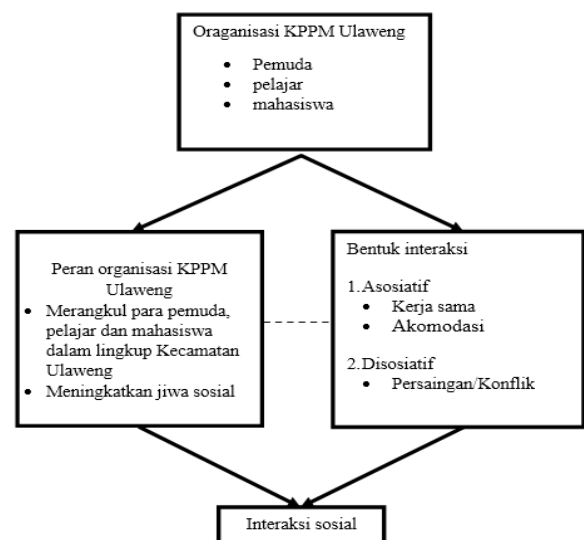 Oraganisasi KPPM Ulaweng
• Pemuda
• pelajar
• mahasiswa
Peran organisasi KPPM
Ulaweng
• Merangkul para pemuda,
pelajar dan mahasiswa
dalam lingkup Kecamatan
Ulaweng
• Meningkatkan jiwa sosial
Bentuk interaksi
1.Asosiatif
• Kerja sama
• Akomodasi
2.Disosiatif
• Persaingan/Konflik
Interaksi sosial